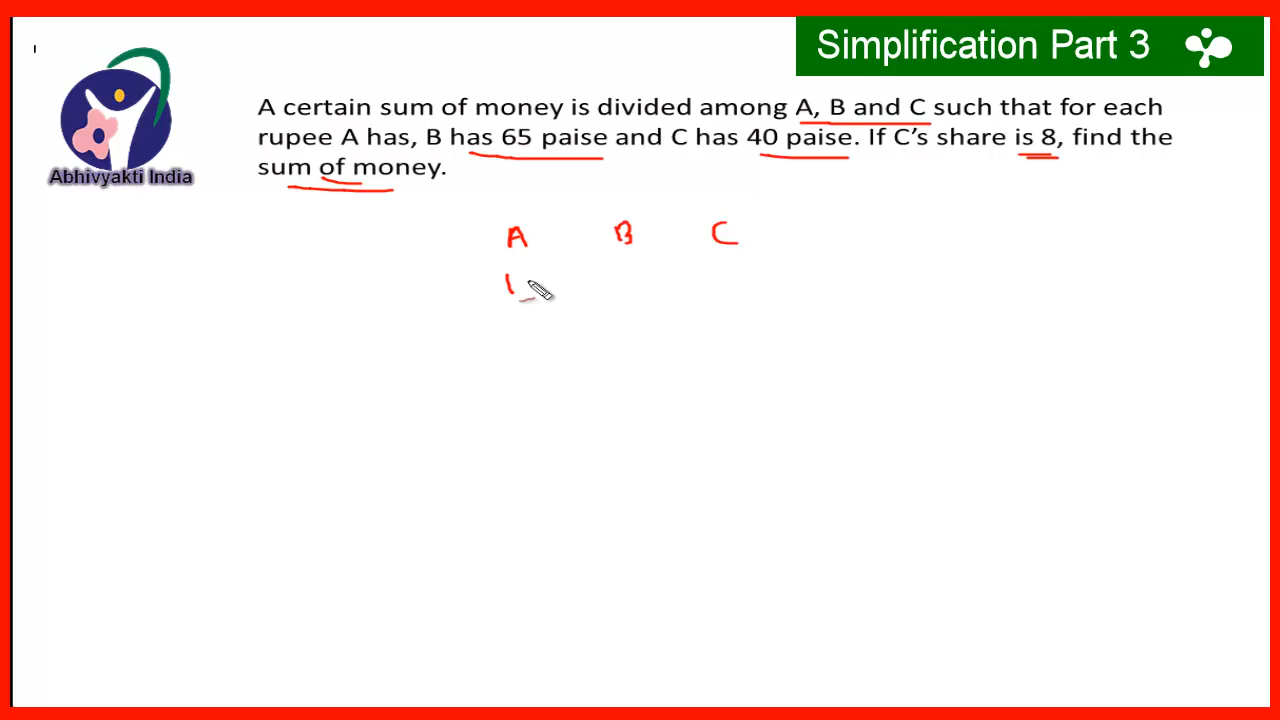 Simplification Part 3
Abhivyakti India
A certain sum of money is divided among A, B and C such that for each
rupee A has, B has 65 paise and C has 40 paise. If C’s share is 8, find the
sum of money.
A B C
1